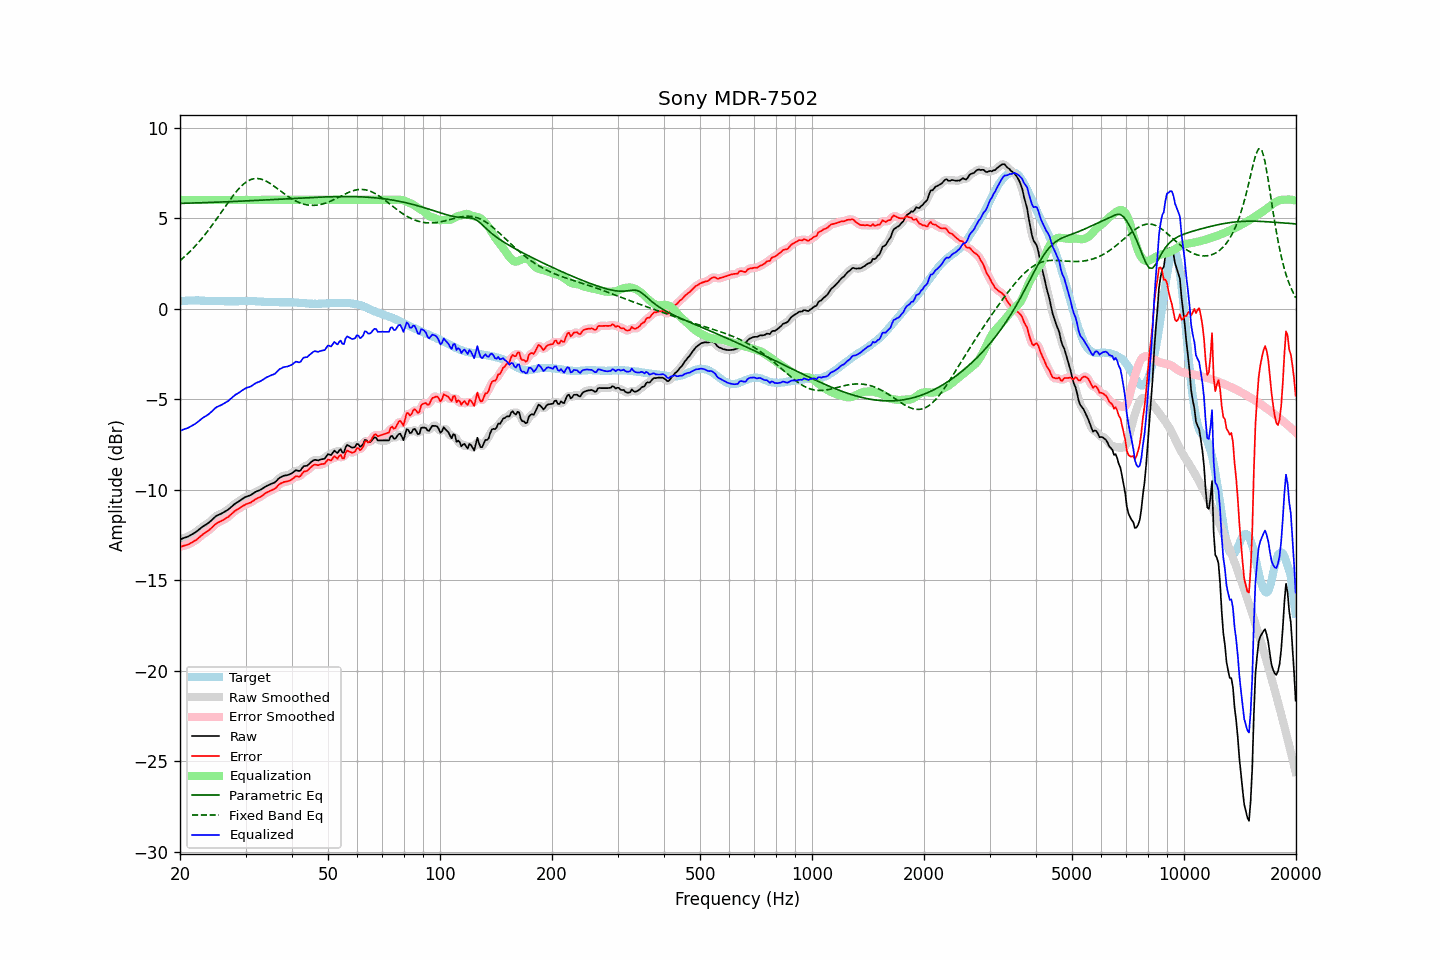 Sony MDR-7502
Amplitude (dBr)
10
5
0
−5
−10
−15
−20
−25
−30
Target
Raw Smoothed
Error Smoothed
Raw
Error
Equalization
Parametric Eq
Fixed Band Eq
Equalized
20 50 100 200 500 1000 2000 5000 10000 20000
Frequency (Hz)